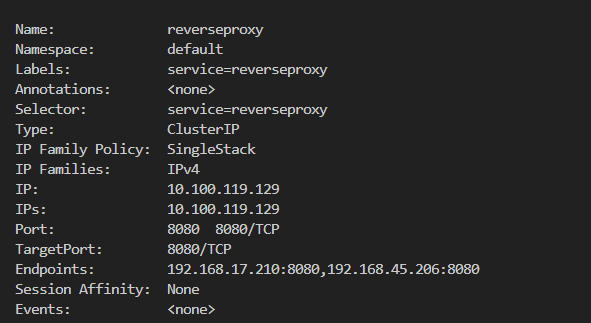 Name: reverseproxy
Namespace: default
Labels: service=reverseproxy
Annotations: <none>
Selector: service=reverseproxy
Type: ClusterIP
IP Family Policy: SingleStack
IP Families: IPv4
IP: 10.100.119.129
IPs: 10.100.119.129
Port: 8080 8080/TCP
TargetPort: 8080/TCP
Endpoints: 192.168.17.210:8080,192.168.45.206:8080
Session Affinity: None
Events: <none>